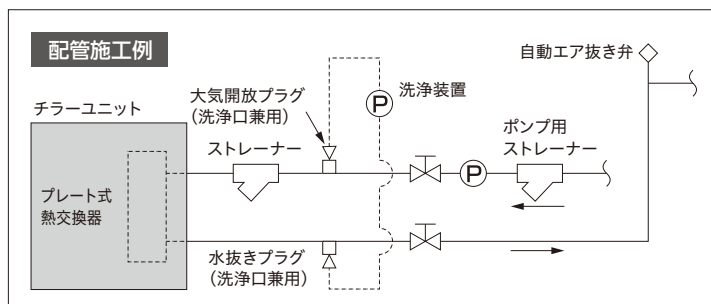 配管施工例
自動エア抜き弁
チラーユニット
大気開放プラグ
(洗浄口兼用)
P
洗浄装置
ストレーナー
ポンプ用
ストレーナー
P
プレート式
熱交換器
水抜きプラグ
(洗浄口兼用)